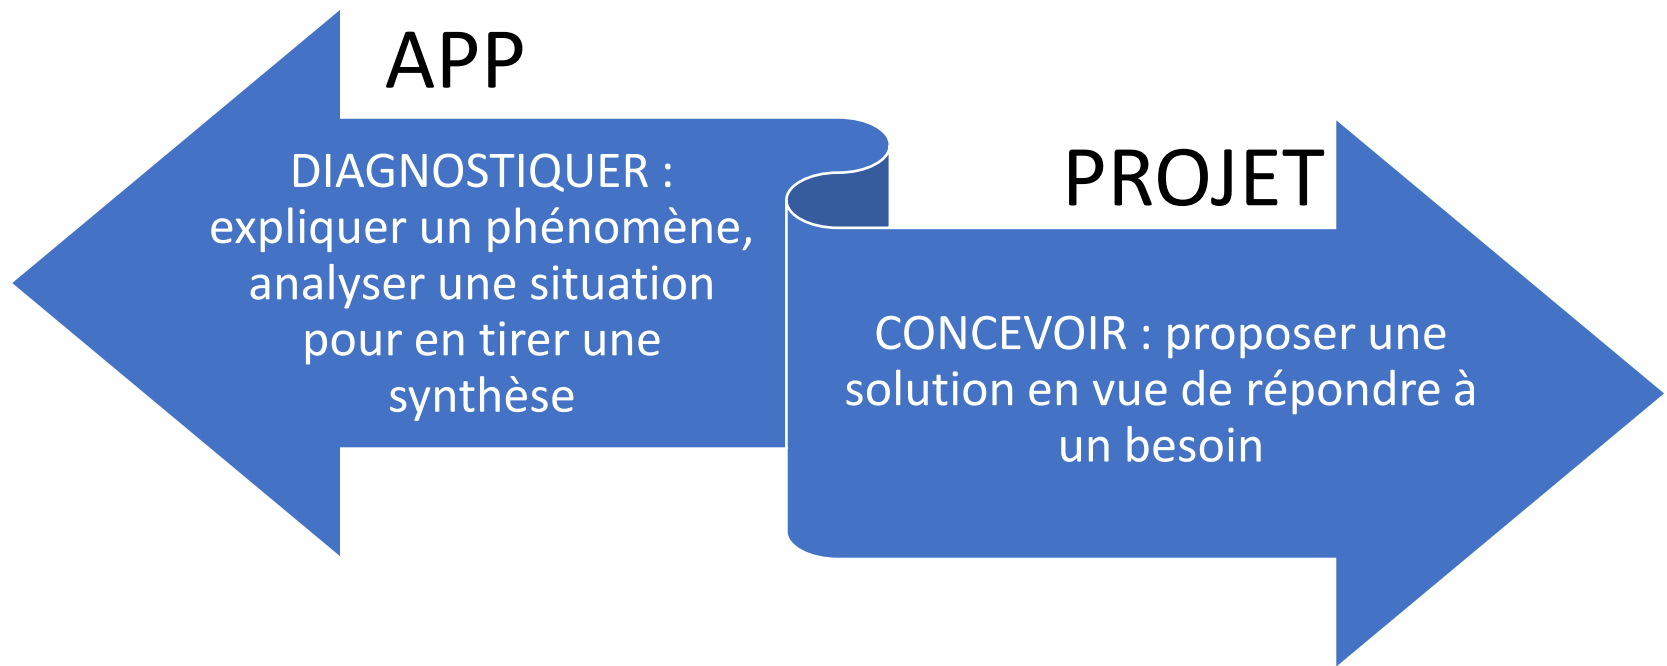 APP
DIAGNOSTIQUER :
expliquer un phénomène,
analyser une situation
pour en tirer une
synthèse
PROJET
CONCEVOIR : proposer une
solution en vue de répondre à
un besoin